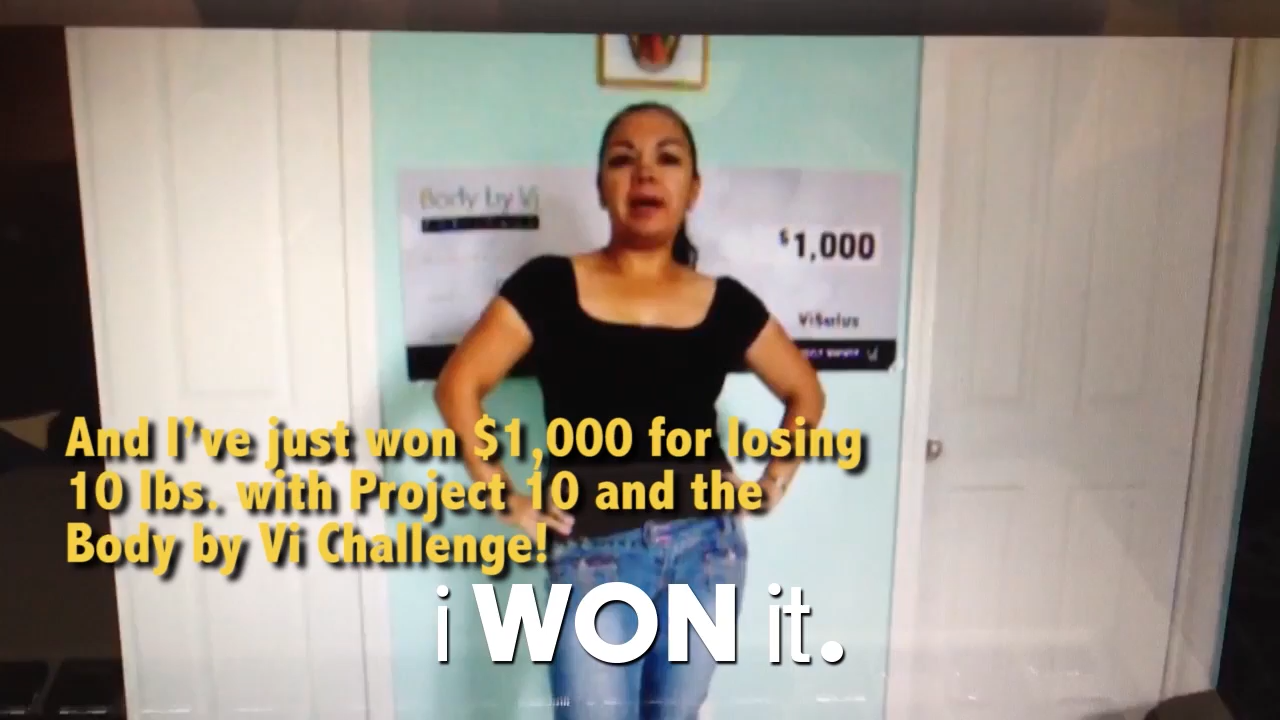 Body by Vi
$1,000
ViSalus
And I've just won $1,000 for losing
10 lbs. with Project 10 and the
Body by Vi Challenge!
i WON it.